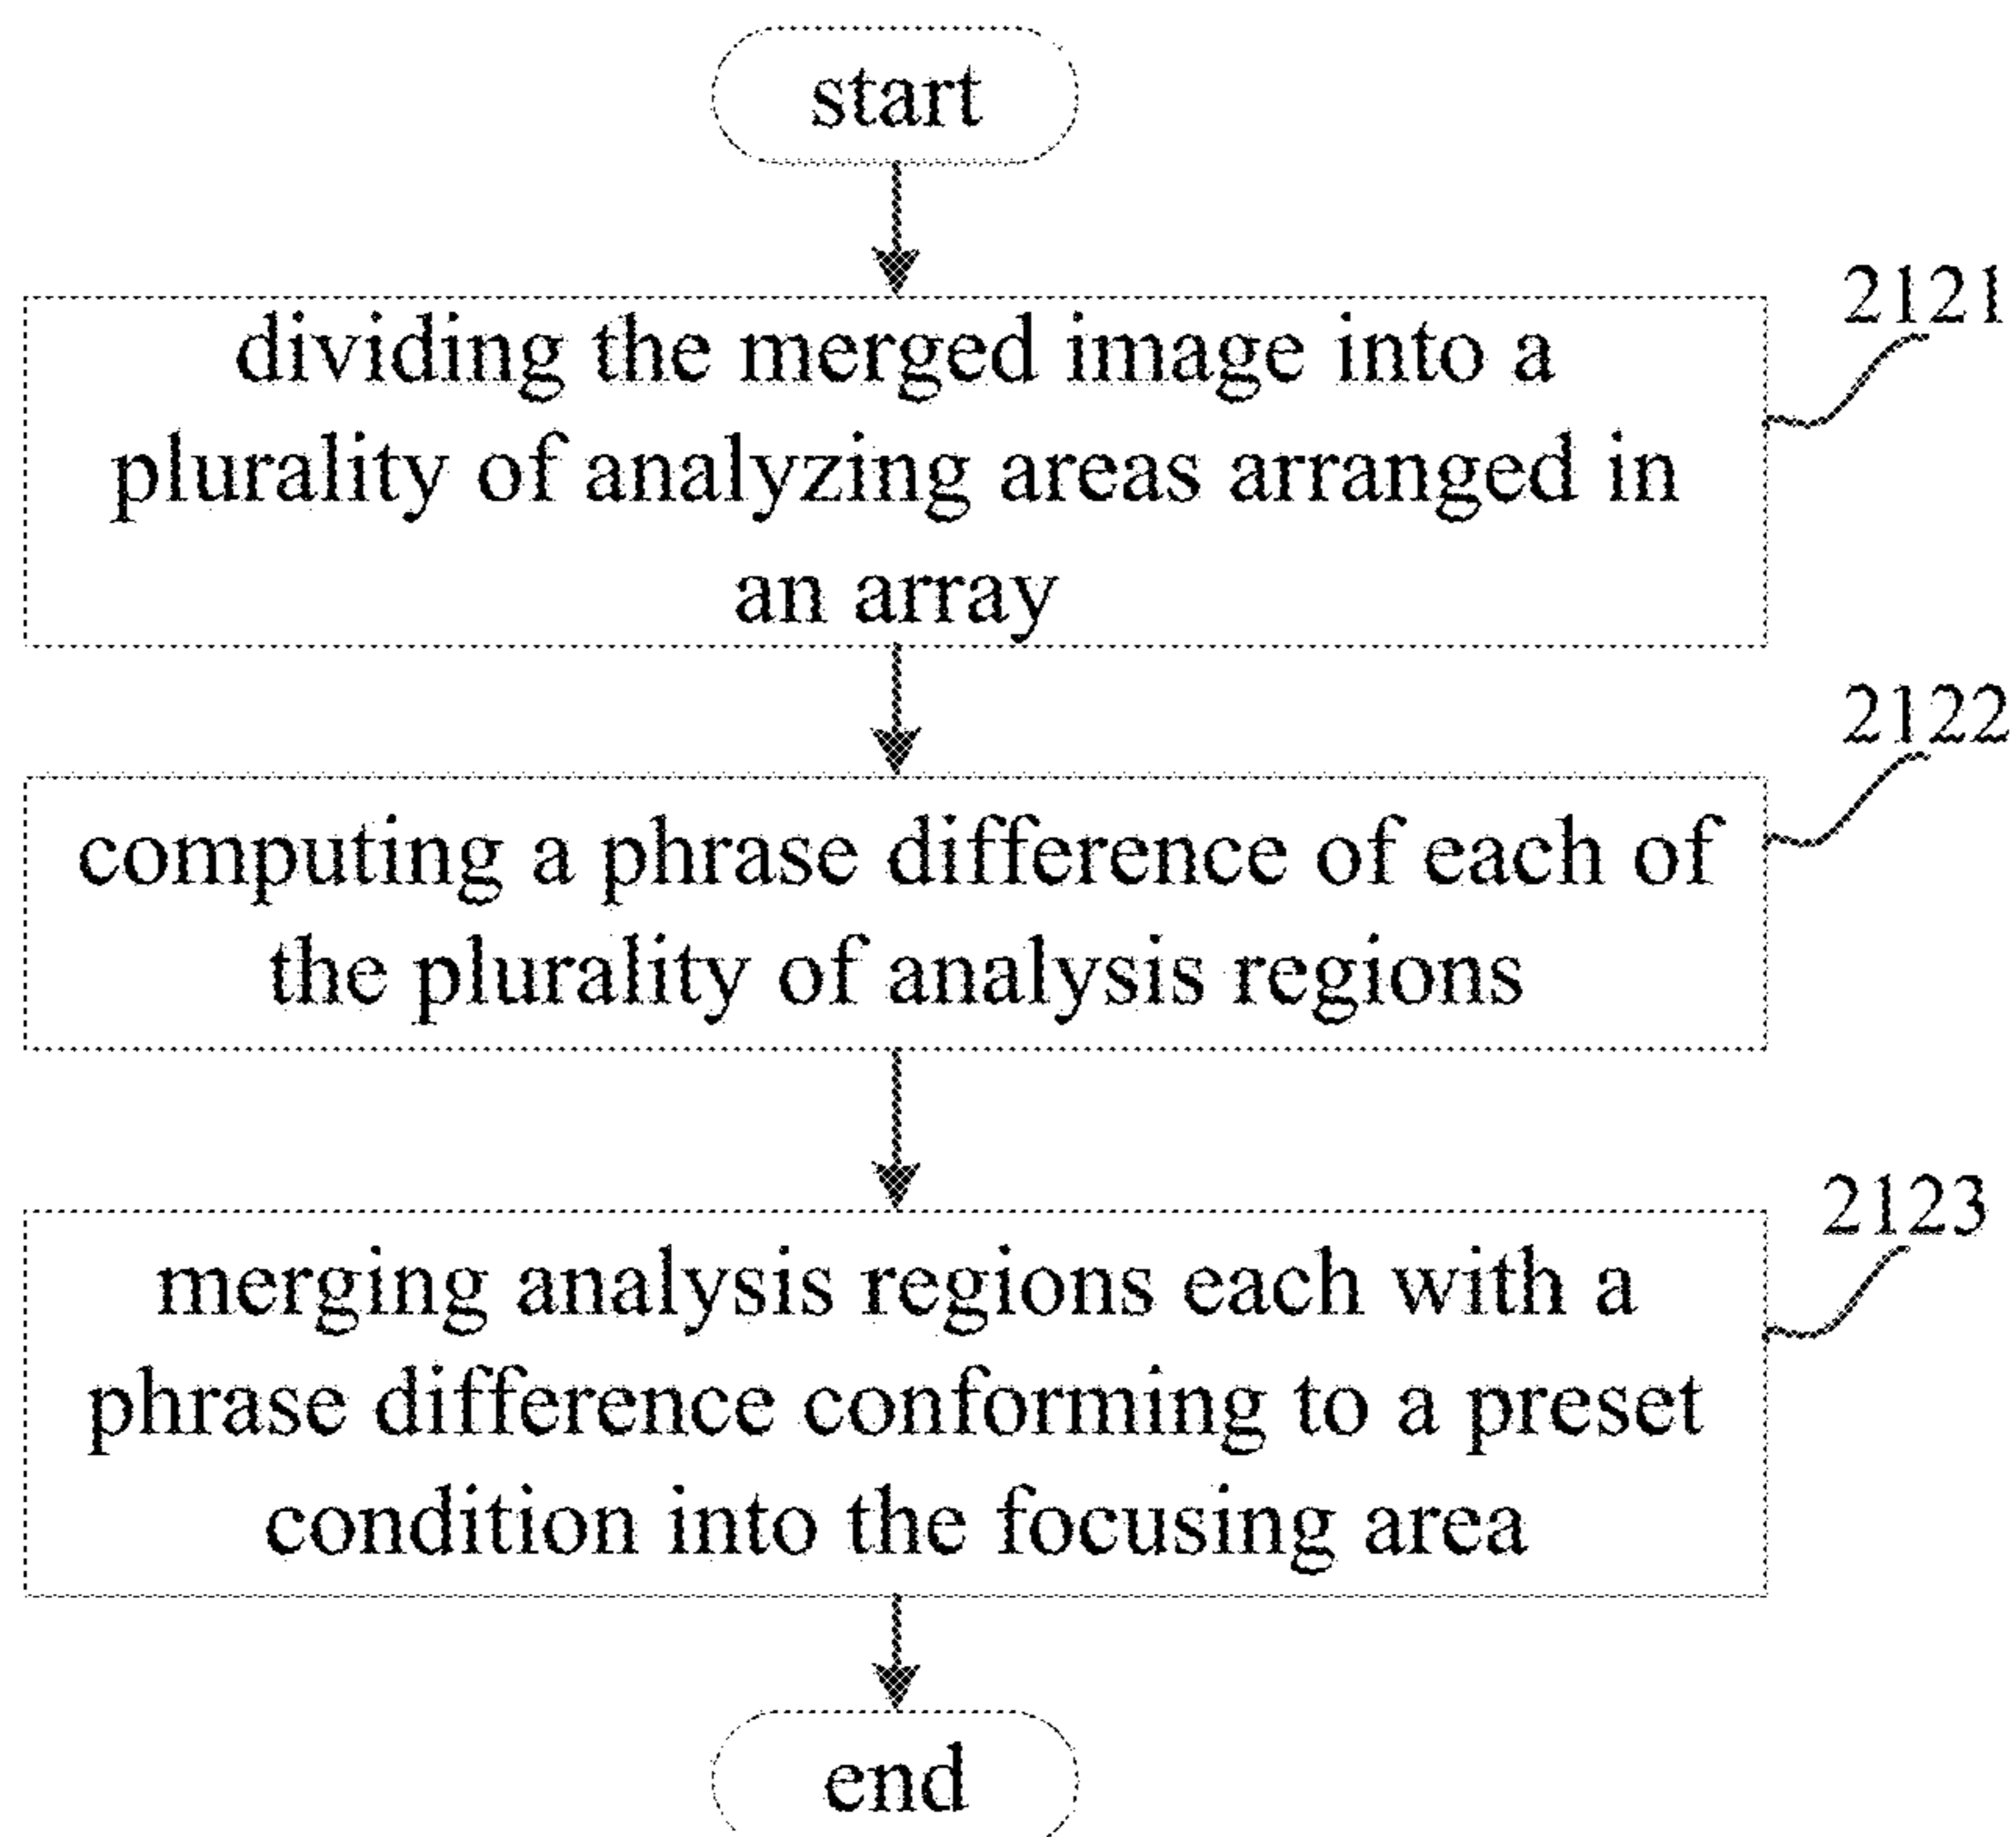 start
2121
dividing the merged image into a
plurality of analyzing areas arranged in
an array
2122
computing a phrase difference of each of
the plurality of analysis regions
2123
merging analysis regions each with a
phrase difference conforming to a preset
condition into the focusing area
end